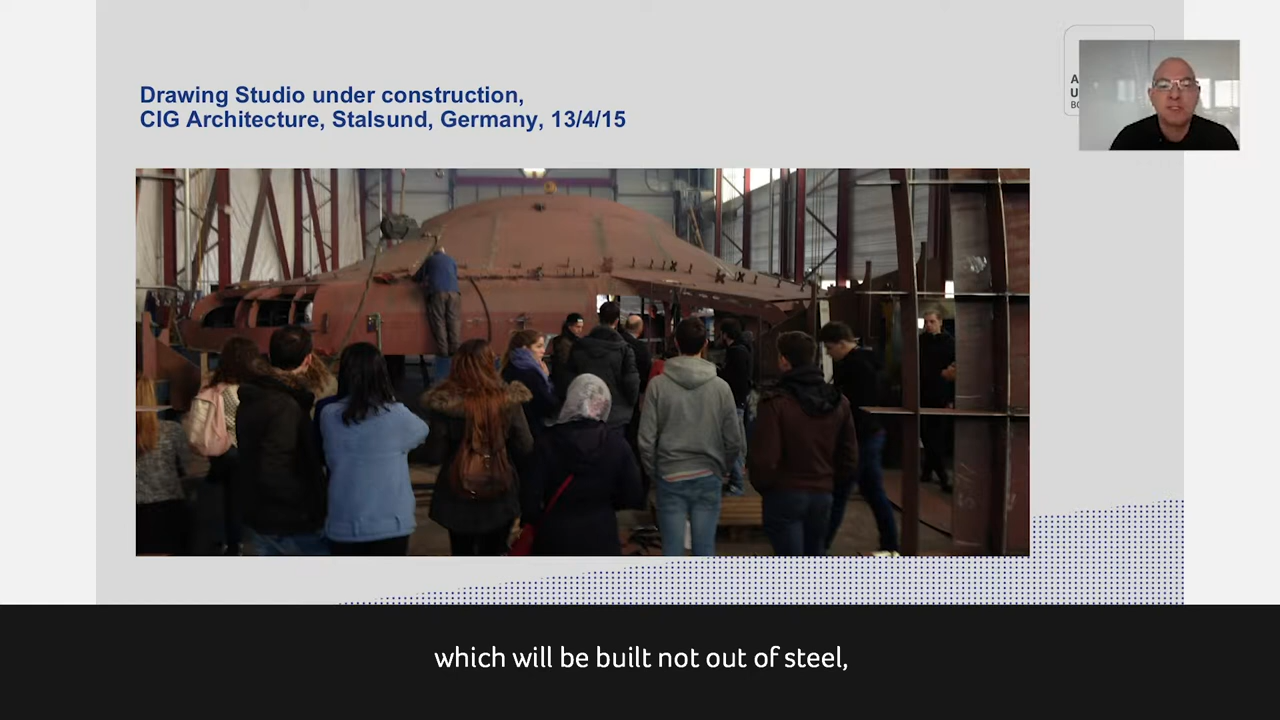 Drawing Studio under construction,
CIG Architecture, Stalsund, Germany, 13/4/15
which will be built not out of steel,